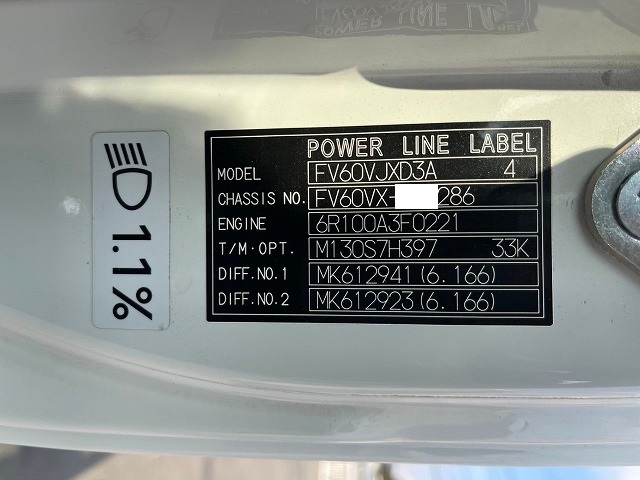 POWER LINE LABEL
MODEL FV60VJXD3A 4
CHASSIS NO. FV60VX-286
ENGINE 6R100A3F0221
T/M·OPT. M130S7H397 33K
DIFF.NO.1 MK612941(6.166)
DIFF.NO.2 MK612923(6.166)
1.1%